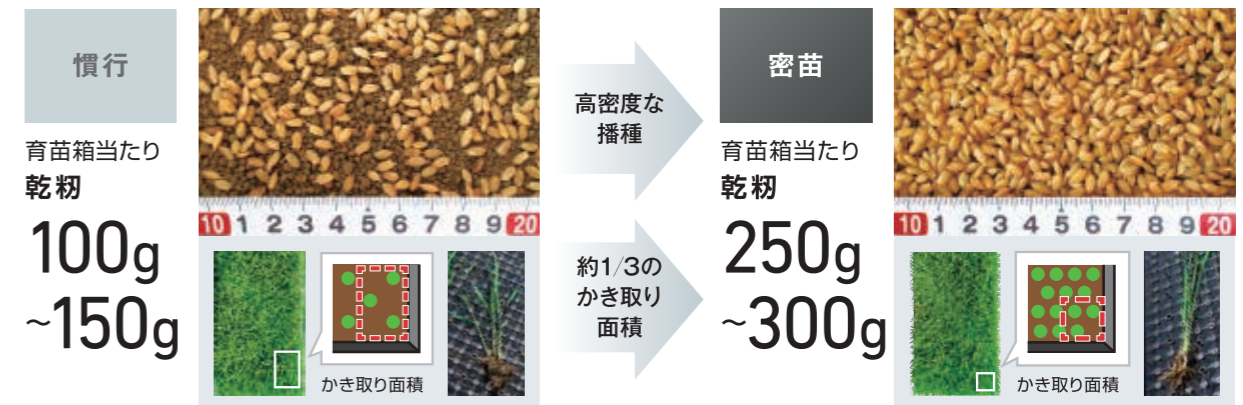 慣行
育苗箱当たり
乾籾
100g
~150g
10 1 2 3 4 5 6 7 8 9 20
かき取り面積
高密度な
播種
約1/3の
かき取り
面積
密苗
育苗箱当たり
乾籾
250g
~300g
10 1 2 3 4 5 6 7 8 9 20
かき取り面積